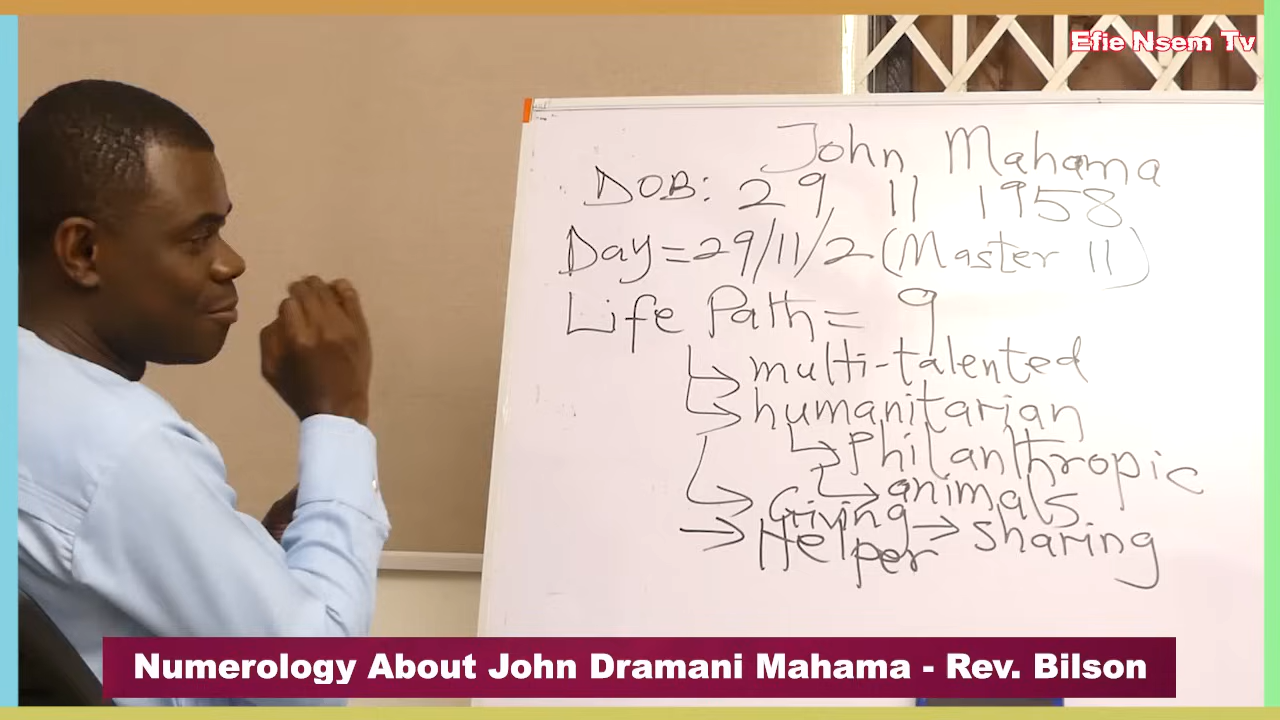 Efie Nsem Tv
John Mahama
DOB: 29 11 1958
Day=29/11/2 (Master 11)
Life Path= 9
multi-talented
humanitarian
Philanthropic
animals
Giving → sharing
Helper
Numerology About John Dramani Mahama - Rev. Bilson